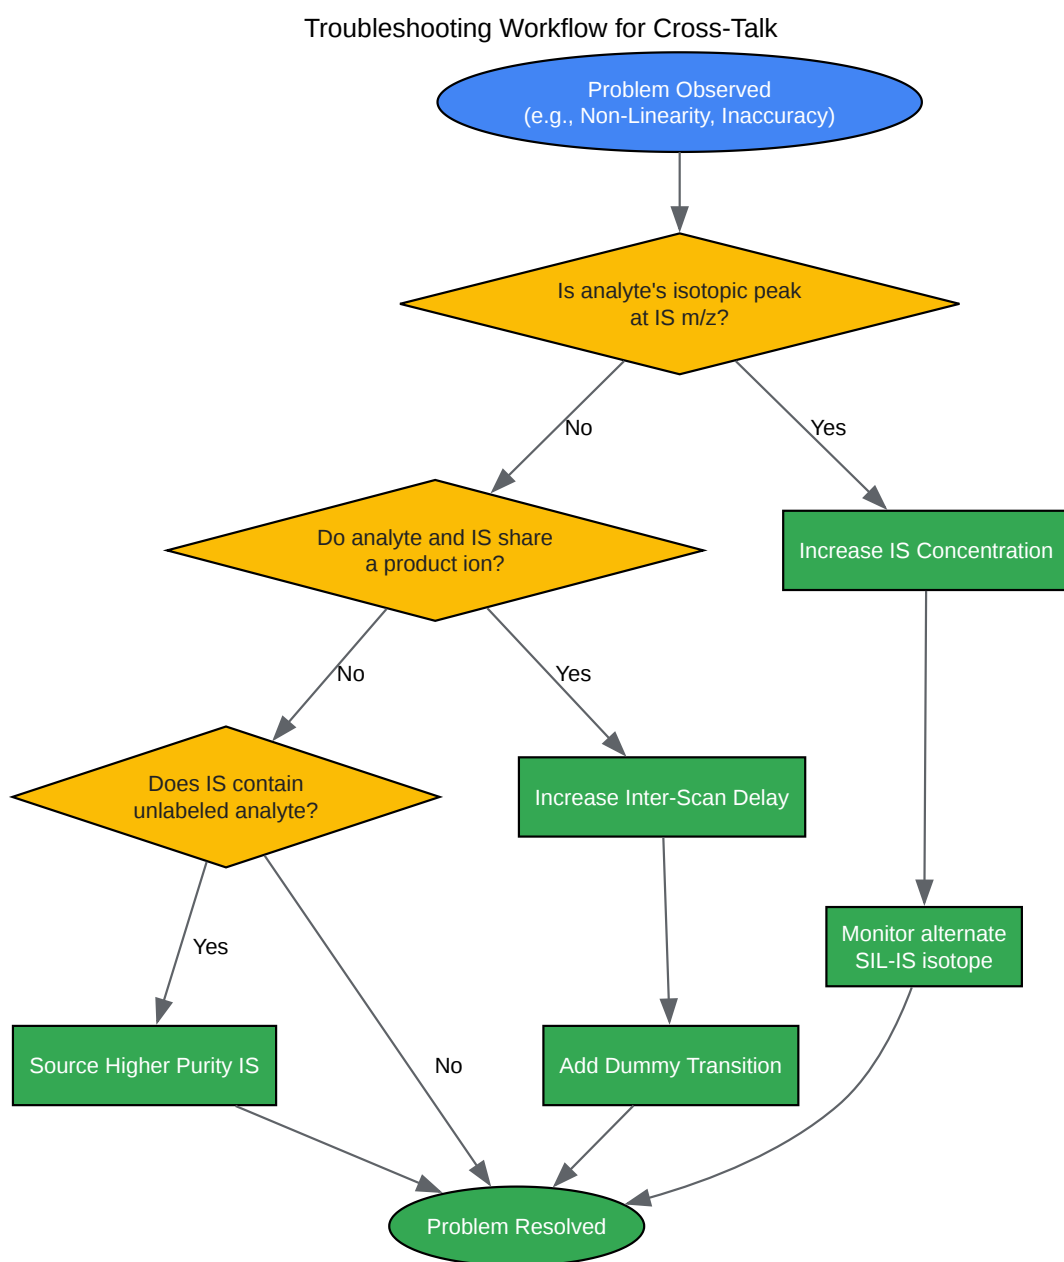 Troubleshooting Workflow for Cross-Talk
Problem Observed
(e.g., Non-Linearity, Inaccuracy)
Is analyte's isotopic peak
at IS m/z?
No
Yes
Do analyte and IS share
a product ion?
Increase IS Concentration
No
Yes
Does IS contain
unlabeled analyte?
Increase Inter-Scan Delay
Yes
Monitor alternate
SIL-IS isotope
Source Higher Purity IS
No
Add Dummy Transition
Problem Resolved